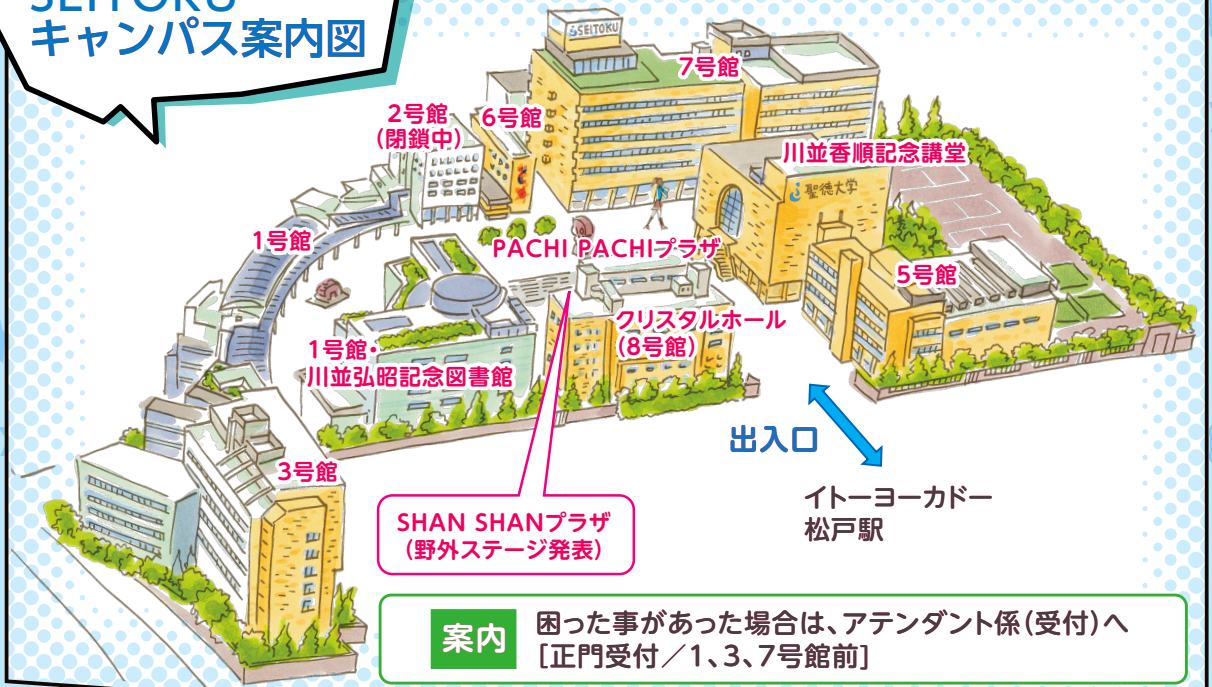 SEITOKU
キャンパス案内図
SEITOKU
7号館
2号館
(閉鎖中)
6号館
川並香順記念講堂
聖徳大学
1号館
PACHI PACHIプラザ
5号館
クリスタルホール
(8号館)
1号館・
川並弘昭記念図書館
出入口
3号館
イトーヨーカドー
松戸駅
SHAN SHANプラザ
(野外ステージ発表)
案内
困った事があった場合は、アテンダント係(受付)へ
[正門受付／1、3、7号館前]